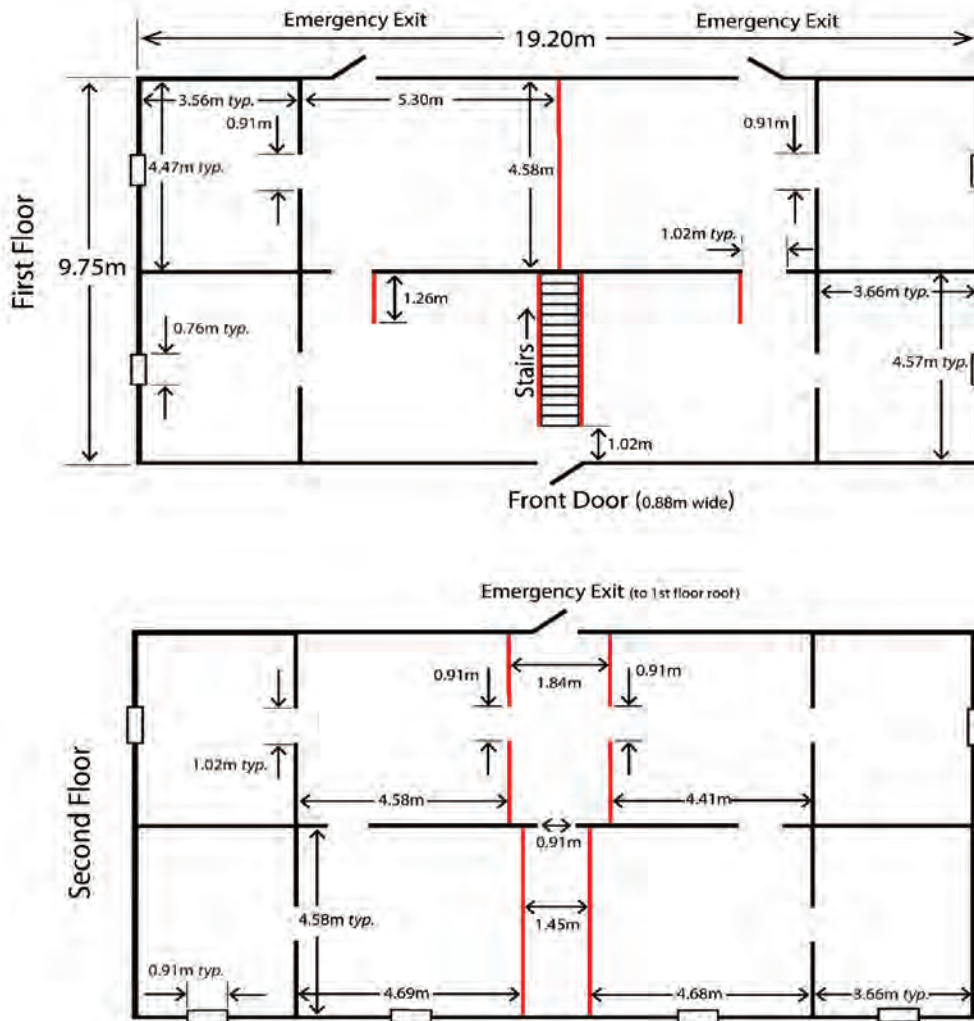 Emergency Exit
Emergency Exit
19.20m
3.56m typ.
5.30m
0.91m
0.91m
4.47m typ.
4.58m
First Floor
1.02m typ.
9.75m
1.26m
3.66m typ.
0.76m typ.
Stairs
4.57m typ.
1.02m
Front Door (0.88m wide)
Emergency Exit (to 1st floor roof)
0.91m
1.84m
0.91m
Second Floor
1.02m typ.
4.58m
4.41m
0.91m
4.58m typ.
1.45m
0.91m typ.
4.69m
4.68m
3.66m typ.